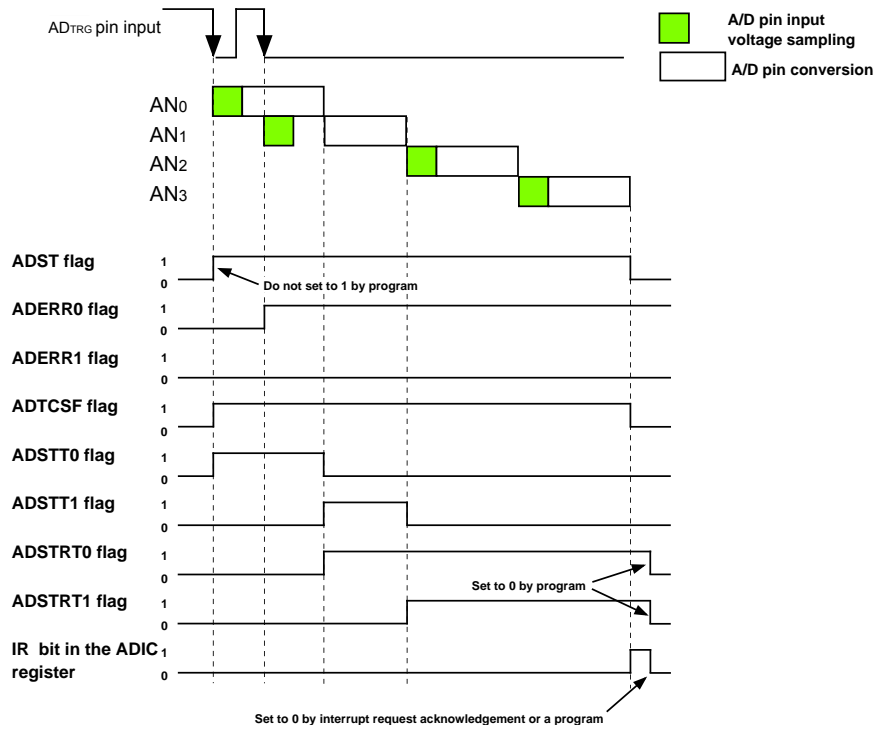 ADTRG pin input
A/D pin input
voltage sampling
A/D pin conversion
AN0
AN1
AN2
AN3
ADST flag
1
0
Do not set to 1 by program
ADERR0 flag
1
0
ADERR1 flag
1
0
ADTCSF flag
1
0
ADSTT0 flag
1
0
ADSTT1 flag
1
0
ADSTRT0 flag
1
0
Set to 0 by program
ADSTRT1 flag
1
0
IR bit in the ADIC
register
1
0
Set to 0 by interrupt request acknowledgement or a program